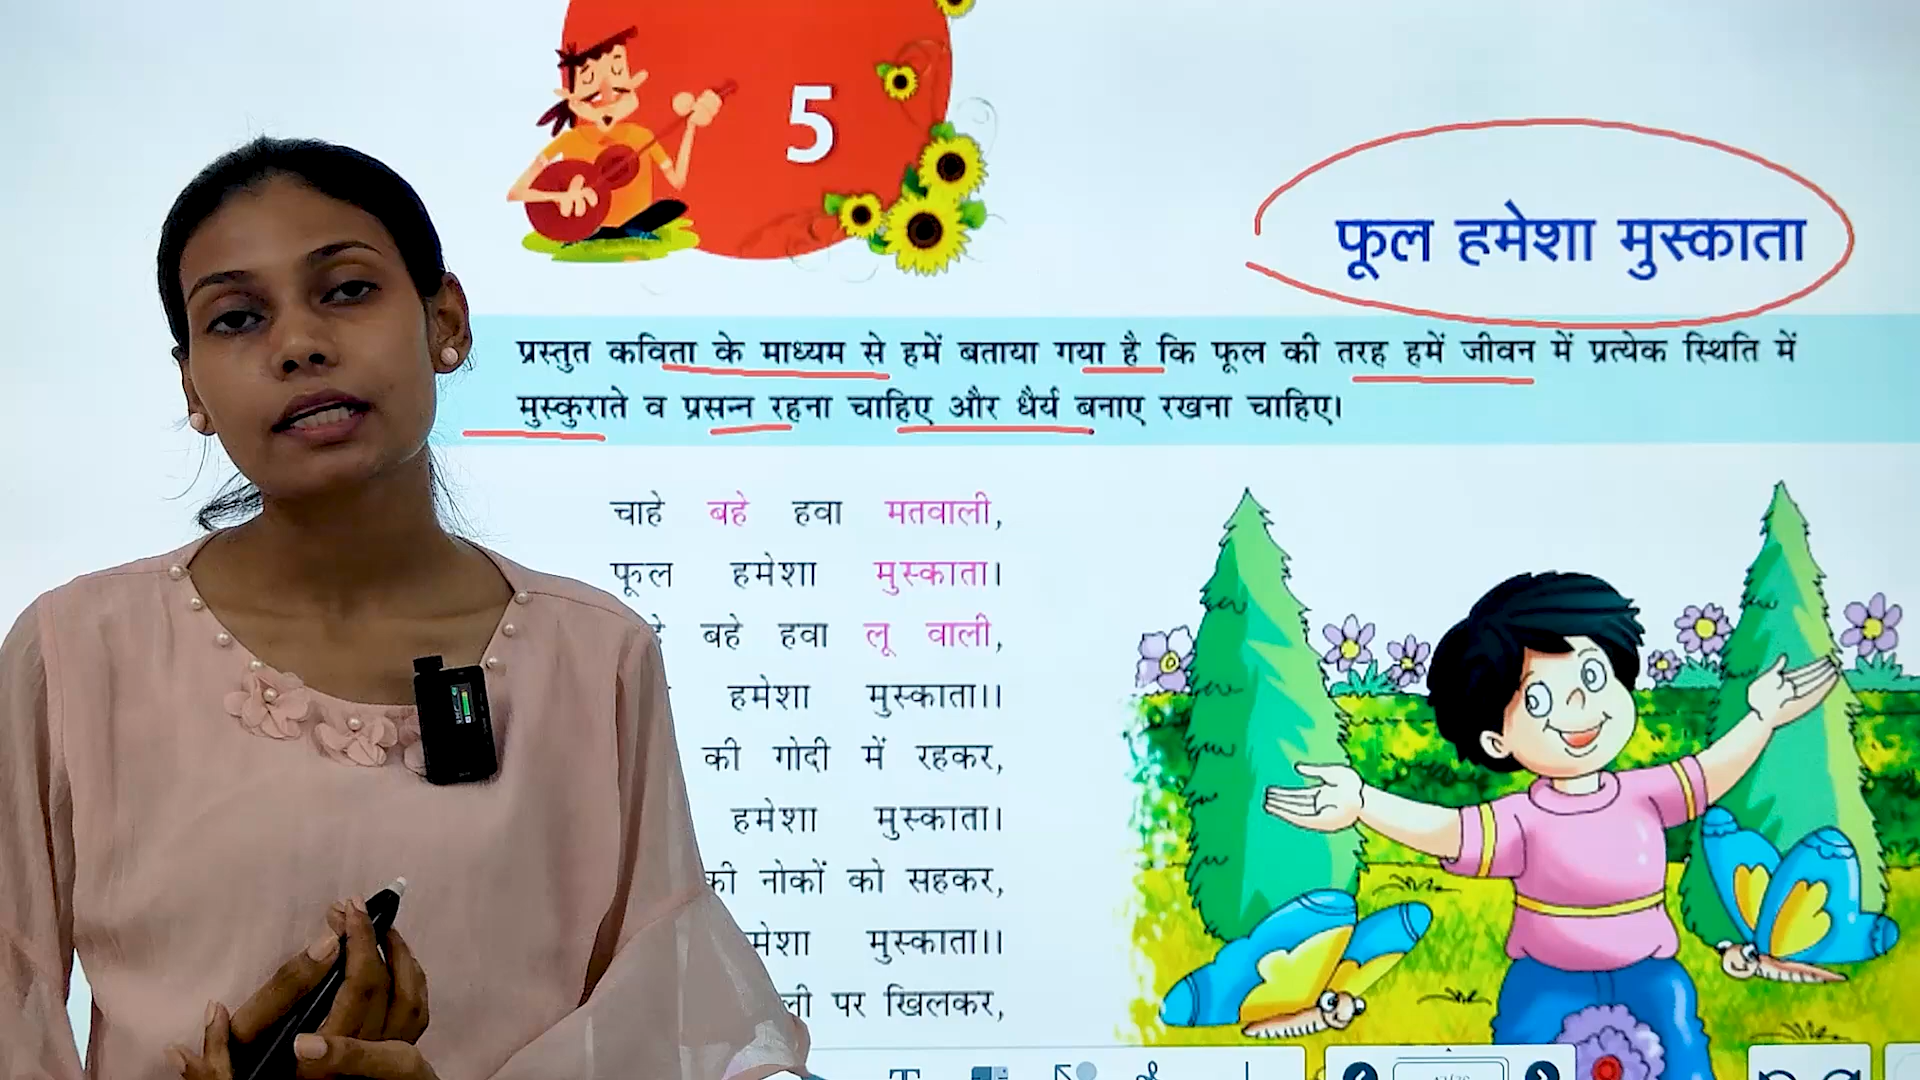 5
फूल हमेशा मुस्काता
प्रस्तुत कविता के माध्यम से हमें बताया गया है कि फूल की तरह हमें जीवन में प्रत्येक स्थिति में
मुस्कुराते व प्रसन्न रहना चाहिए और धैर्य बनाए रखना चाहिए।
चाहे बहे हवा मतवाली,
फूल हमेशा मुस्काता।
बहे हवा लू वाली,
हमेशा मुस्काता।।
की गोदी में रहकर,
हमेशा मुस्काता।
की नोकों को सहकर,
मुस्काता।।
पर खिलकर,